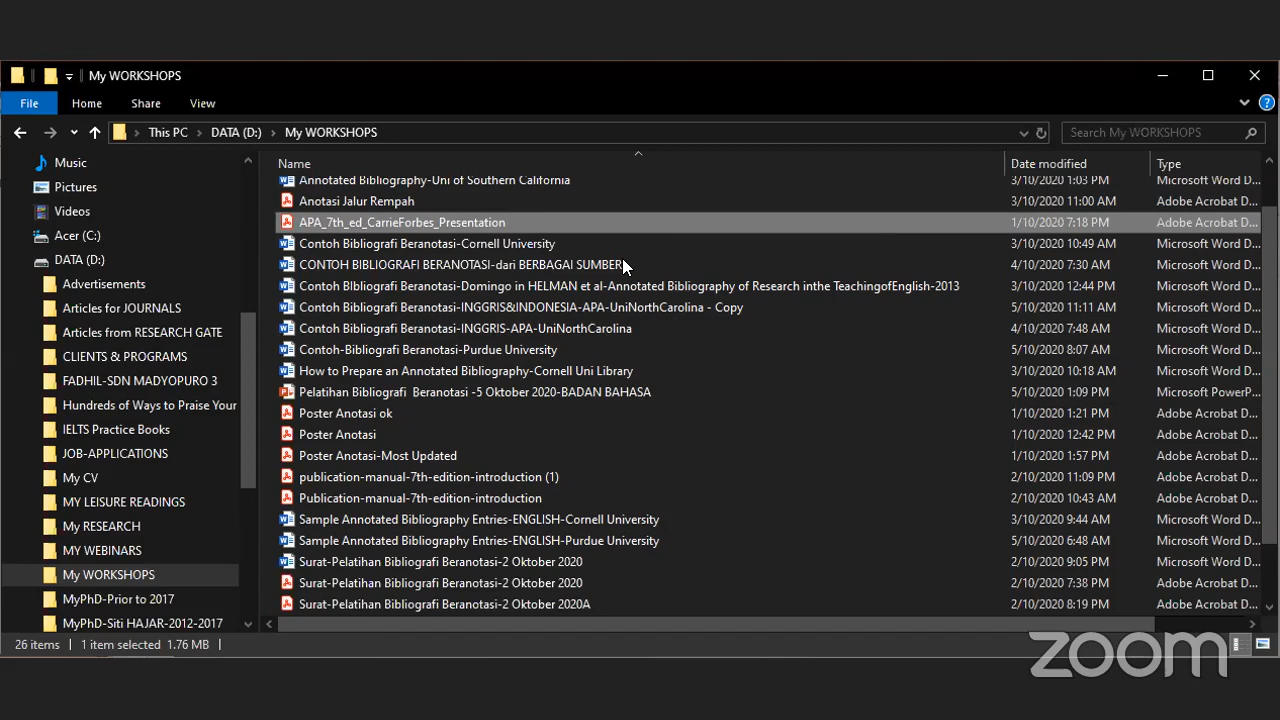 My WORKSHOPS
File Home Share View
This PC > DATA (D:) > My WORKSHOPS Search My WORKSHOPS
Name Date modified Type
Music
Pictures
Videos
Acer (C:)
DATA (D:)
Advertisements
Articles for JOURNALS
Articles from RESEARCH GATE
CLIENTS & PROGRAMS
FADHIL-SDN MADYOPURO 3
Hundreds of Ways to Praise Your
IELTS Practice Books
JOB-APPLICATIONS
My CV
MY LEISURE READINGS
My RESEARCH
MY WEBINARS
My WORKSHOPS
MyPhD-Prior to 2017
MyPhD-Siti HAJAR-2012-2017
Annotated Bibliography-Uni of Southern California 3/10/2020 1:03 PM Microsoft Word D...
Anotasi Jalur Rempah 3/10/2020 11:00 AM Adobe Acrobat D...
APA_7th_ed_CarrieForbes_Presentation 1/10/2020 7:18 PM Adobe Acrobat D...
Contoh Bibliografi Beranotasi-Cornell University 3/10/2020 10:49 AM Microsoft Word D...
CONTOH BIBLIOGRAFI BERANOTASI-dari BERBAGAI SUMBER 4/10/2020 7:30 AM Microsoft Word D...
Contoh BIbliografi Beranotasi-Domingo in HELMAN et al-Annotated Bibliography of Research inthe TeachingofEnglish-2013 3/10/2020 12:44 PM Microsoft Word D...
Contoh Bibliografi Beranotasi-INGGRIS&INDONESIA-APA-UniNorthCarolina - Copy 5/10/2020 11:11 AM Microsoft Word D...
Contoh Bibliografi Beranotasi-INGGRIS-APA-UniNorthCarolina 4/10/2020 7:48 AM Microsoft Word D...
Contoh-Bibliografi Beranotasi-Purdue University 5/10/2020 8:07 AM Microsoft Word D...
How to Prepare an Annotated Bibliography-Cornell Uni Library 3/10/2020 10:18 AM Microsoft Word D...
Pelatihan Bibliografi Beranotasi -5 Oktober 2020-BADAN BAHASA 5/10/2020 1:09 PM Microsoft PowerP...
Poster Anotasi ok 1/10/2020 1:21 PM Adobe Acrobat D...
Poster Anotasi 1/10/2020 12:42 PM Adobe Acrobat D...
Poster Anotasi-Most Updated 1/10/2020 1:57 PM Adobe Acrobat D...
publication-manual-7th-edition-introduction (1) 2/10/2020 11:09 PM Adobe Acrobat D...
Publication-manual-7th-edition-introduction 2/10/2020 10:43 AM Adobe Acrobat D...
Sample Annotated Bibliography Entries-ENGLISH-Cornell University 3/10/2020 9:44 AM Microsoft Word D...
Sample Annotated Bibliography Entries-ENGLISH-Purdue University 5/10/2020 6:48 AM Microsoft Word D...
Surat-Pelatihan Bibliografi Beranotasi-2 Oktober 2020 2/10/2020 9:05 PM Microsoft Word D...
Surat-Pelatihan Bibliografi Beranotasi-2 Oktober 2020 2/10/2020 7:38 PM Adobe Acrobat D...
Surat-Pelatihan Bibliografi Beranotasi-2 Oktober 2020A 2/10/2020 8:19 PM Adobe Acrobat D...
26 items 1 item selected 1.76 MB
zoom